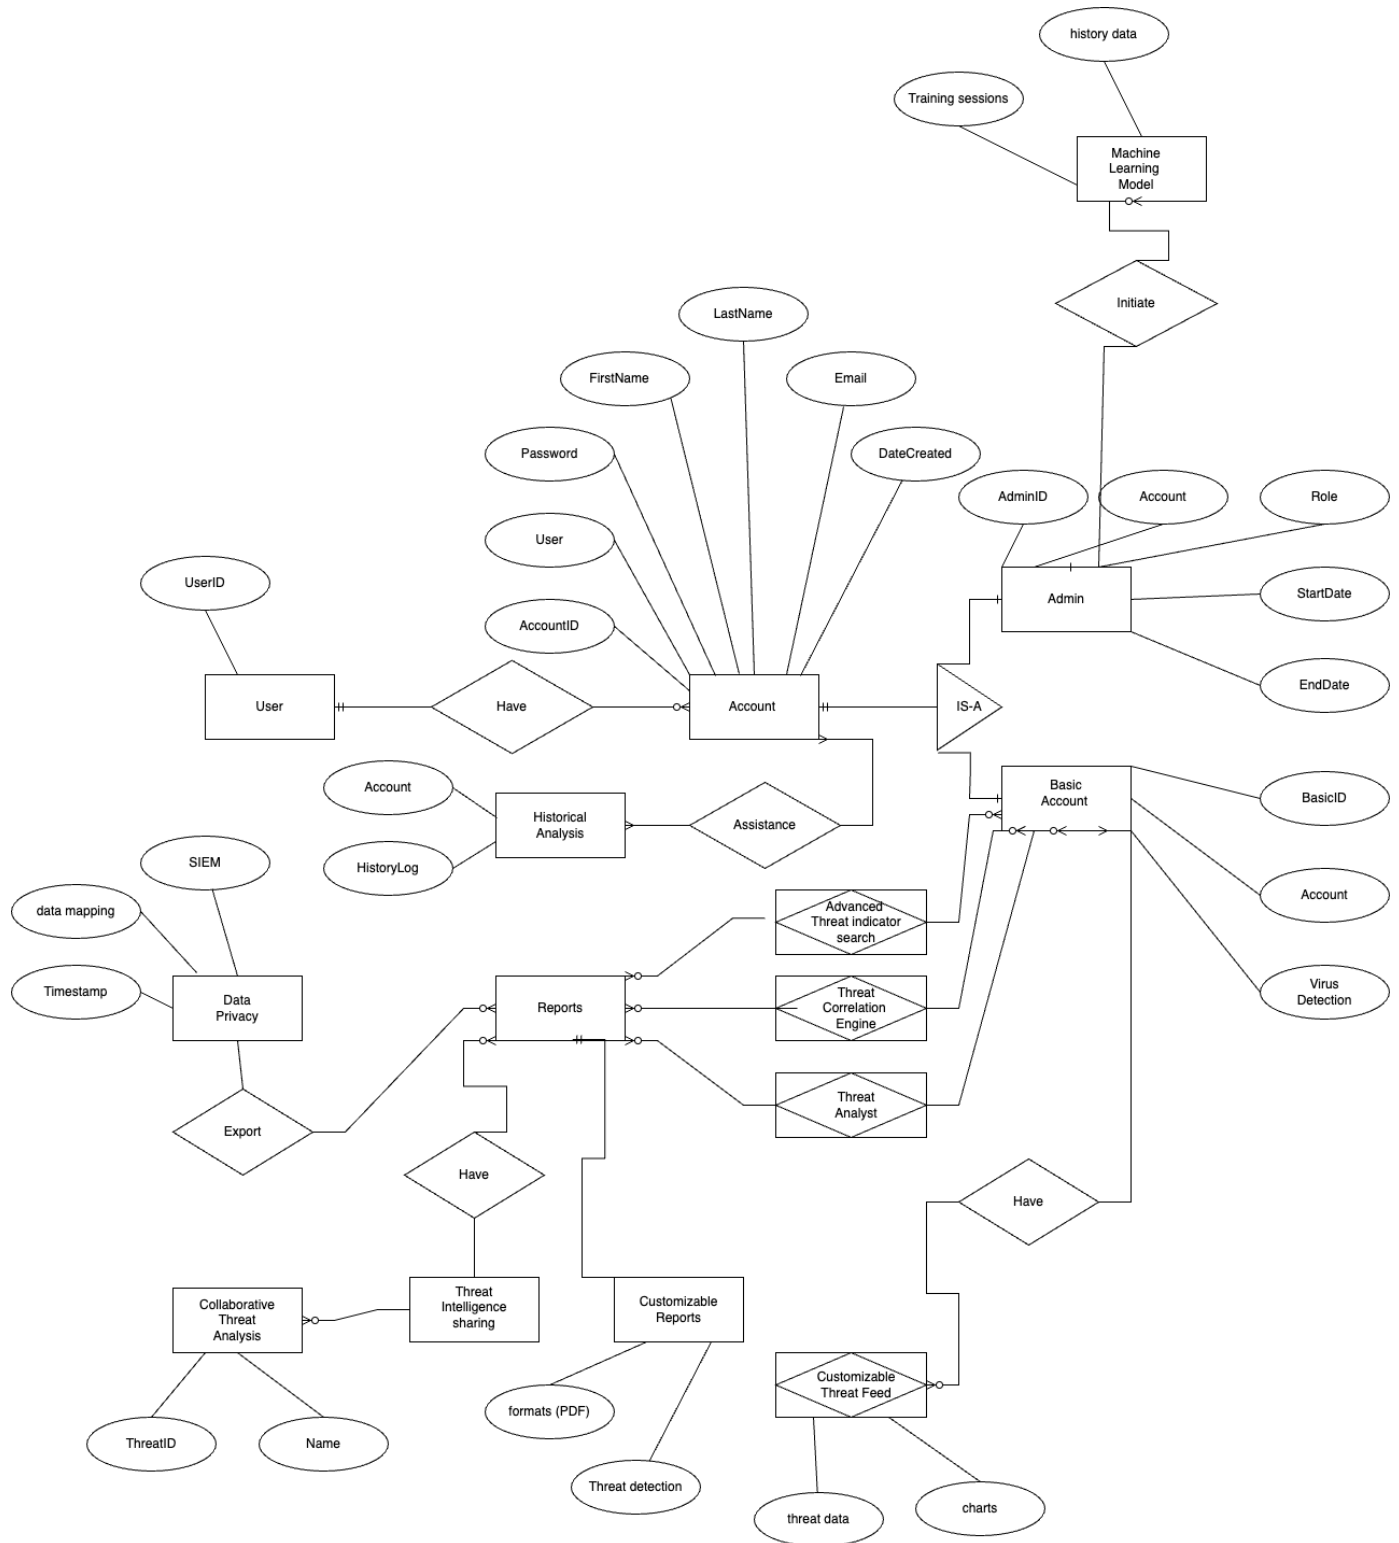 history data
Training sessions
Machine
Learning
Model
Initiate
LastName
FirstName
Email
Password
DateCreated
AdminID
Account
Role
User
UserID
StartDate
Admin
AccountID
EndDate
User
Have
Account
IS-A
Account
Historical
Analysis
Assistance
Basic
Account
BasicID
HistoryLog
SIEM
data mapping
Advanced
Threat indicator
search
Account
Timestamp
Data
Privacy
Reports
Threat
Correlation
Engine
Virus
Detection
Threat
Analyst
Export
Have
Have
Collaborative
Threat
Analysis
Threat
Intelligence
sharing
Customizable
Reports
Customizable
Threat Feed
formats (PDF)
ThreatID
Name
Threat detection
threat data
charts